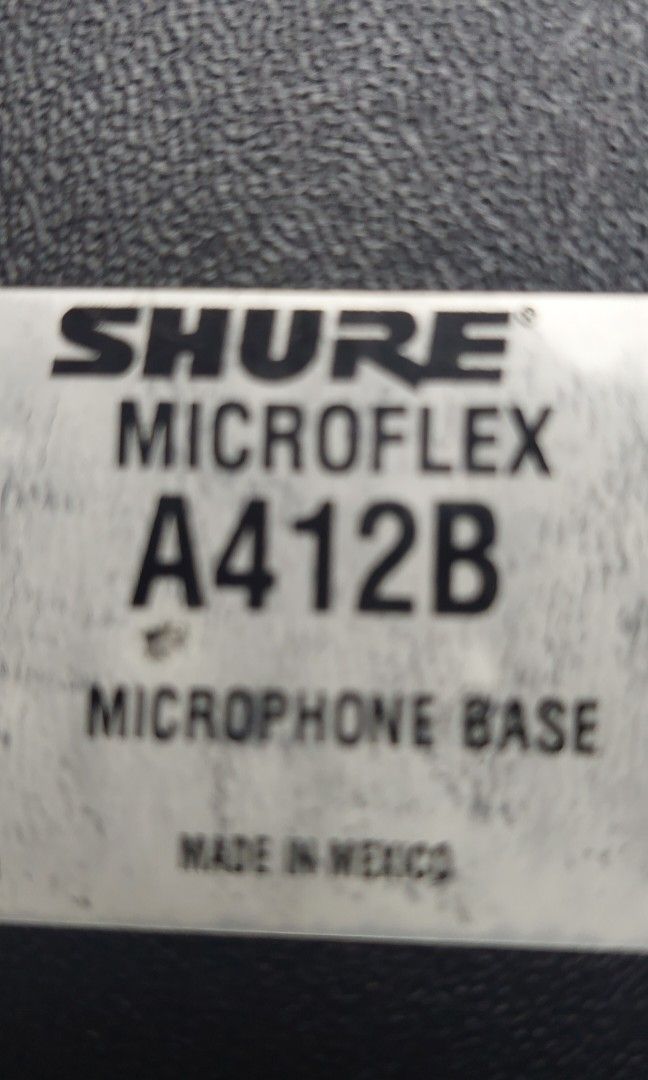 SHURE®
MICROFLEX
A412B
MICROPHONE BASE
MADE IN MEXICO